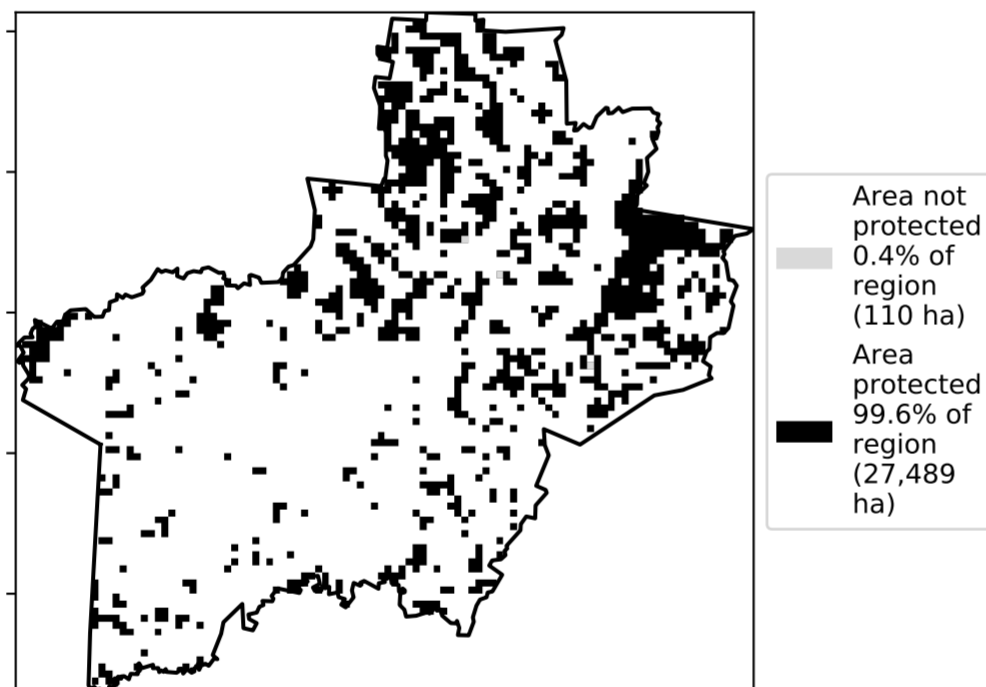 Area not
protected
0.4% of
region
(110 ha)
Area
protected
99.6% of
region
(27,489
ha)